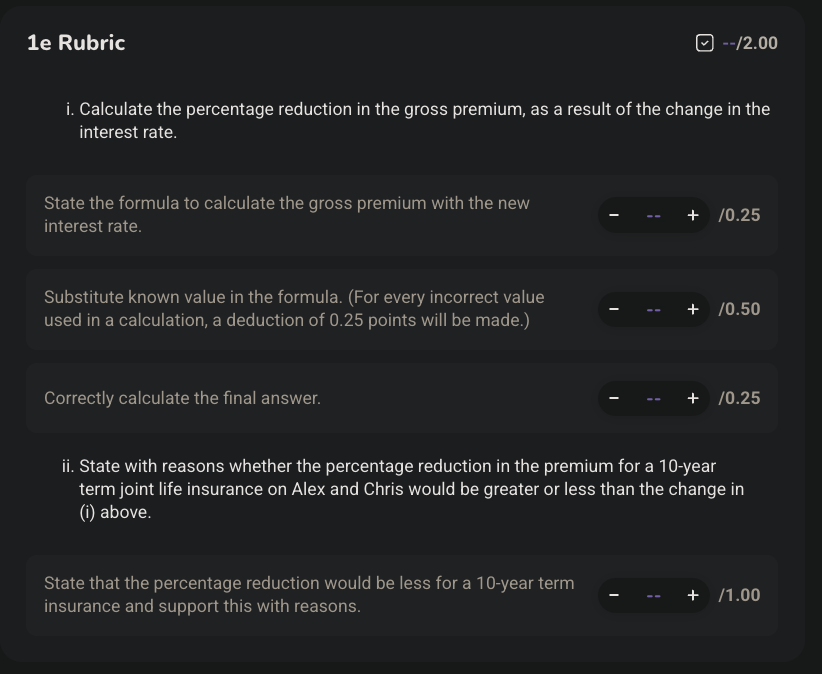 1e Rubric
--/2.00
i. Calculate the percentage reduction in the gross premium, as a result of the change in the
interest rate.
State the formula to calculate the gross premium with the new
interest rate.
− -- + /0.25
Substitute known value in the formula. (For every incorrect value
used in a calculation, a deduction of 0.25 points will be made.)
− -- + /0.50
Correctly calculate the final answer.
− -- + /0.25
ii. State with reasons whether the percentage reduction in the premium for a 10-year
term joint life insurance on Alex and Chris would be greater or less than the change in
(i) above.
State that the percentage reduction would be less for a 10-year term
insurance and support this with reasons.
− -- + /1.00